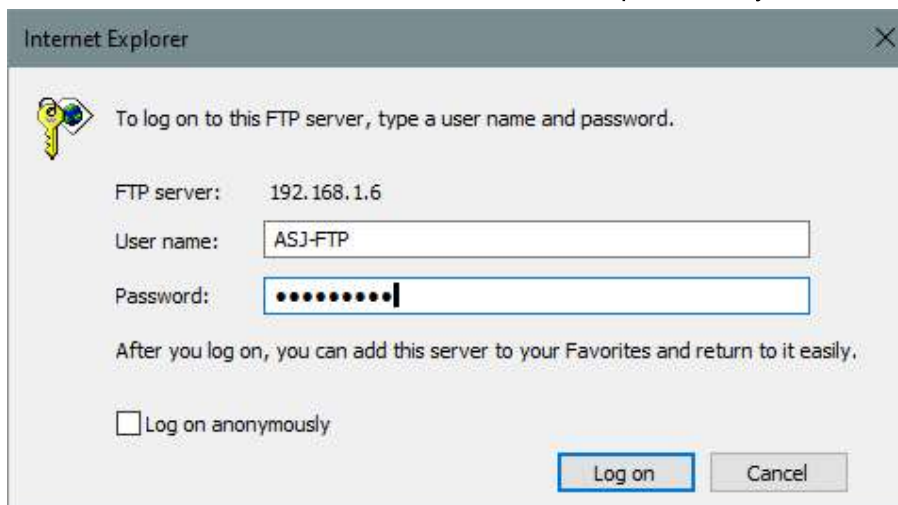 Internet Explorer
To log on to this FTP server, type a user name and password.
FTP server: 192.168.1.6
User name: ASJ-FTP
Password: •••••••••
After you log on, you can add this server to your Favorites and return to it easily.
Log on anonymously
Log on Cancel